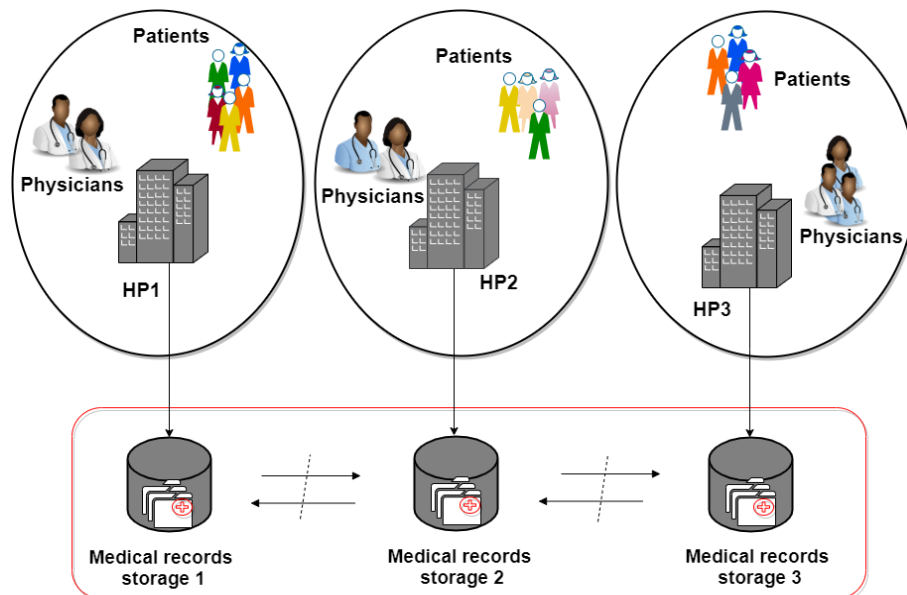 Patients
Physicians
HP1
Patients
Physicians
HP2
Patients
Physicians
HP3
Medical records
storage 1
Medical records
storage 2
Medical records
storage 3